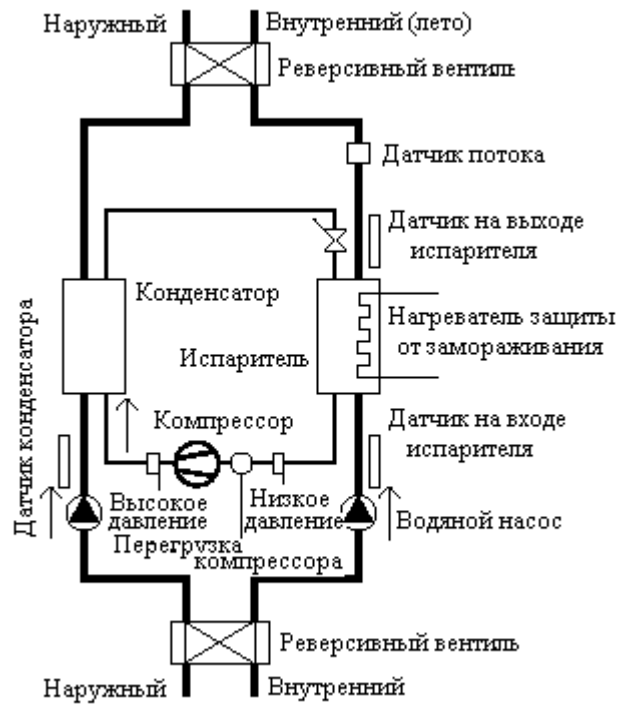 Наружный
Внутренний (лето)
Реверсивный вентиль
Датчик потока
Датчик на выходе
испарителя
Конденсатор
Нагреватель защиты
от замораживания
Испаритель
Датчик конденсатора
Компрессор
Датчик на входе
испарителя
Высокое
давление
Низкое
давление
Водяной насос
Перегрузка
компрессора
Реверсивный вентиль
Наружный
Внутренний